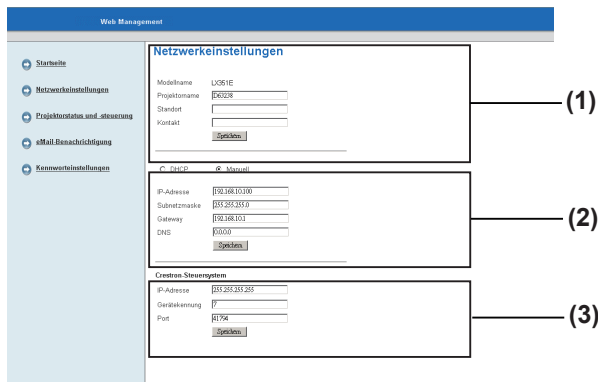 Web Management
Startseite
Netzwerkeinstellungen
Projektorstatus und -steuerung
eMail-Benachrichtigung
Kennworteinstellungen
Netzwerkeinstellungen
Modellname LX351E
Projektorname D63238
Standort
Kontakt
Speichern
(1)
DHCP Manuell
IP-Adresse 192.168.10.100
Subnetzmaske 255.255.255.0
Gateway 192.168.10.1
DNS 0.0.0.0
Speichern
(2)
Crestron-Steuersystem
IP-Adresse 255.255.255.255
Gerätekennung 7
Port 41794
Speichern
(3)